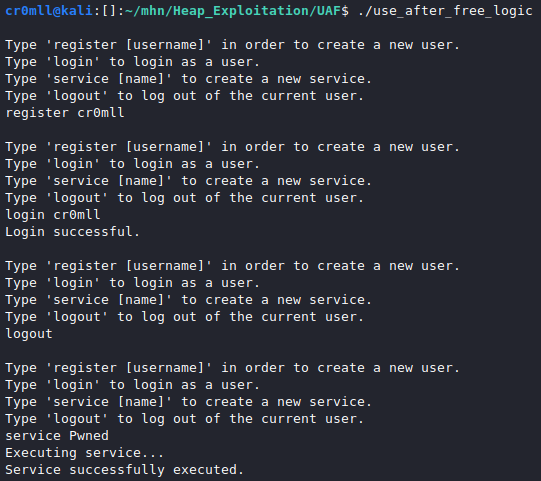 cr0mll@kali:[]:~/mhn/Heap_Exploitation/UAF$ ./use_after_free_logic
Type 'register [username]' in order to create a new user.
Type 'login' to login as a user.
Type 'service [name]' to create a new service.
Type 'logout' to log out of the current user.
register cr0mll
Type 'register [username]' in order to create a new user.
Type 'login' to login as a user.
Type 'service [name]' to create a new service.
Type 'logout' to log out of the current user.
login cr0mll
Login successful.
Type 'register [username]' in order to create a new user.
Type 'login' to login as a user.
Type 'service [name]' to create a new service.
Type 'logout' to log out of the current user.
logout
Type 'register [username]' in order to create a new user.
Type 'login' to login as a user.
Type 'service [name]' to create a new service.
Type 'logout' to log out of the current user.
service Pwned
Executing service...
Service successfully executed.